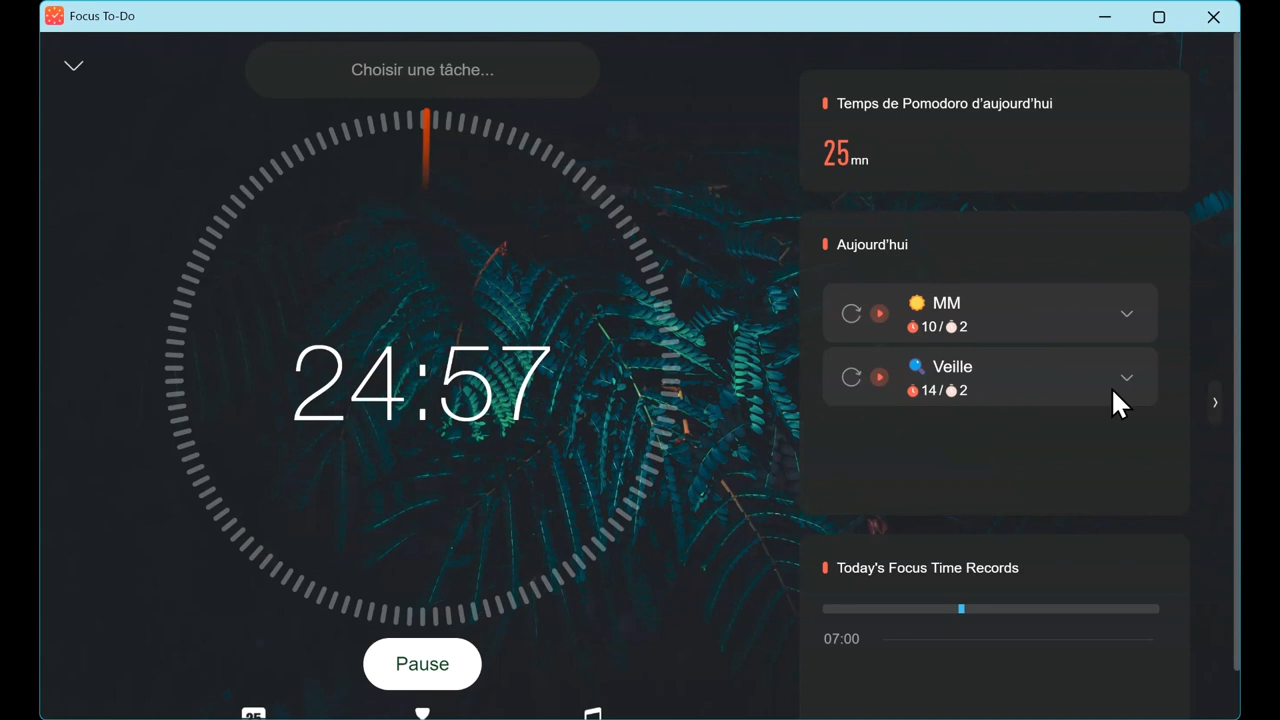 Focus To-Do
Choisir une tâche...
24:57
Pause
Temps de Pomodoro d'aujourd'hui
25mn
Aujourd'hui
MM
10/2
Veille
14/2
Today's Focus Time Records
07:00